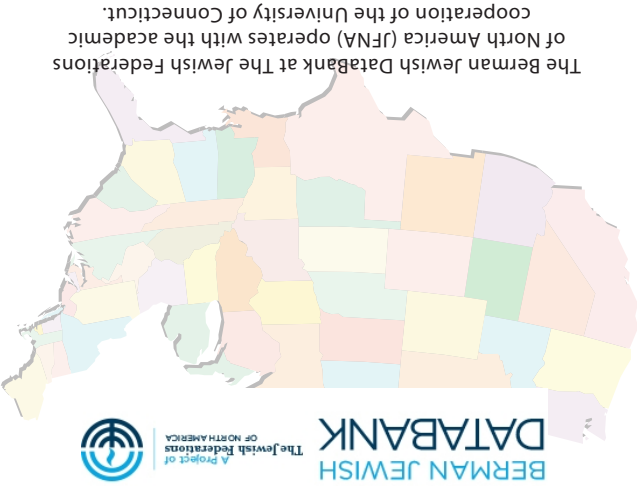 BERMAN JEWISH
DATABANK
A Project of
The Jewish Federations
OF NORTH AMERICA
The Berman Jewish DataBank at The Jewish Federations
of North America (JFNA) operates with the academic
cooperation of the University of Connecticut.